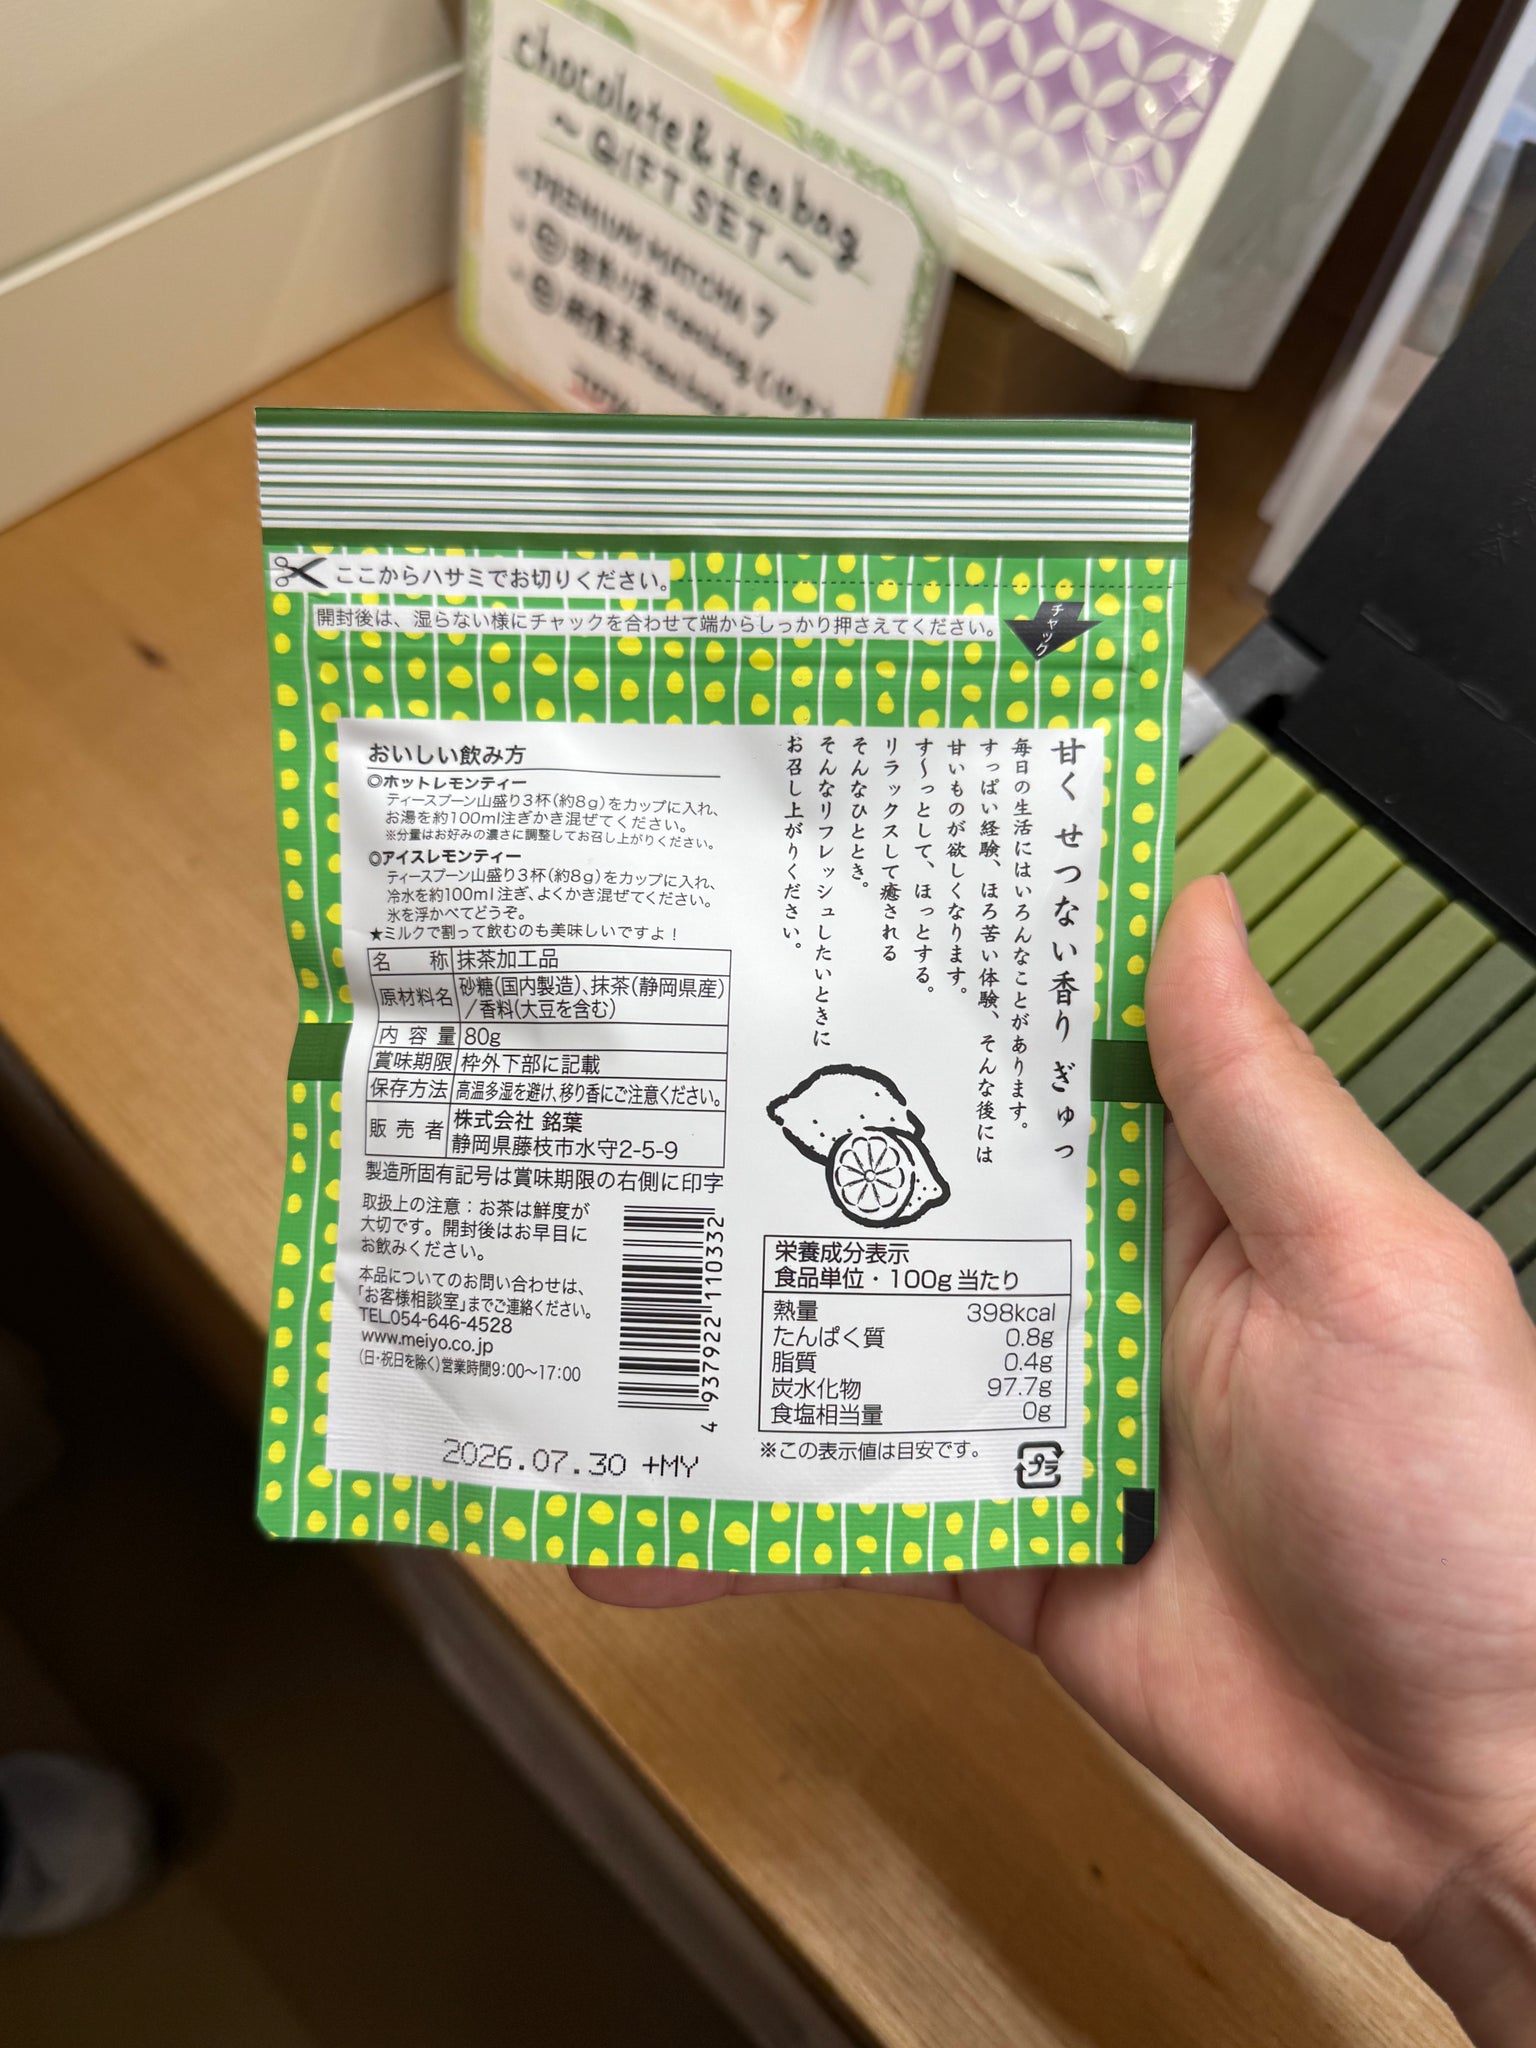 chocolate & teabag
~ GIFT SET ~
PREMIUM MATCHA 7
ここからハサミでお切りください。
開封後は、湿らない様にチャックを合わせて端からしっかり押さえてください。
チャック
甘く せつない香り ぎゅっ
毎日の生活にはいろんなことがあります。
すっぱい経験、ほろ苦い体験、そんな後には
甘いものが欲しくなります。
す〜っとして、ほっとする。
リラックスして癒される
そんなひととき。
そんなリフレッシュしたいときに
お召し上がりください。
おいしい飲み方
◎ホットレモンティー
ティースプーン山盛り3杯(約8g)をカップに入れ、
お湯を約100ml注ぎかき混ぜてください。
※分量はお好みの濃さに調整してお召し上がりください。
◎アイスレモンティー
ティースプーン山盛り3杯(約8g)をカップに入れ、
冷水を約100ml注ぎ、よくかき混ぜてください。
氷を浮かべてどうぞ。
★ミルクで割って飲むのも美味しいですよ！
名 称 抹茶加工品
原材料名 砂糖(国内製造)、抹茶(静岡県産)
/香料(大豆を含む)
内容量 80g
賞味期限 枠外下部に記載
保存方法 高温多湿を避け、移り香にご注意ください。
販売者 株式会社 銘葉
静岡県藤枝市水守2-5-9
製造所固有記号は賞味期限の右側に印字
取扱上の注意：お茶は鮮度が
大切です。開封後はお早目に
お飲みください。
本品についてのお問い合わせは、
「お客様相談室」までご連絡ください。
TEL.054-646-4528
www.meiyo.co.jp
(日・祝日を除く)営業時間9:00〜17:00
4 937922 110332
2026.07.30 +MY
栄養成分表示
食品単位・100g当たり
熱量 398kcal
たんぱく質 0.8g
脂質 0.4g
炭水化物 97.7g
食塩相当量 0g
※この表示値は目安です。
プラ